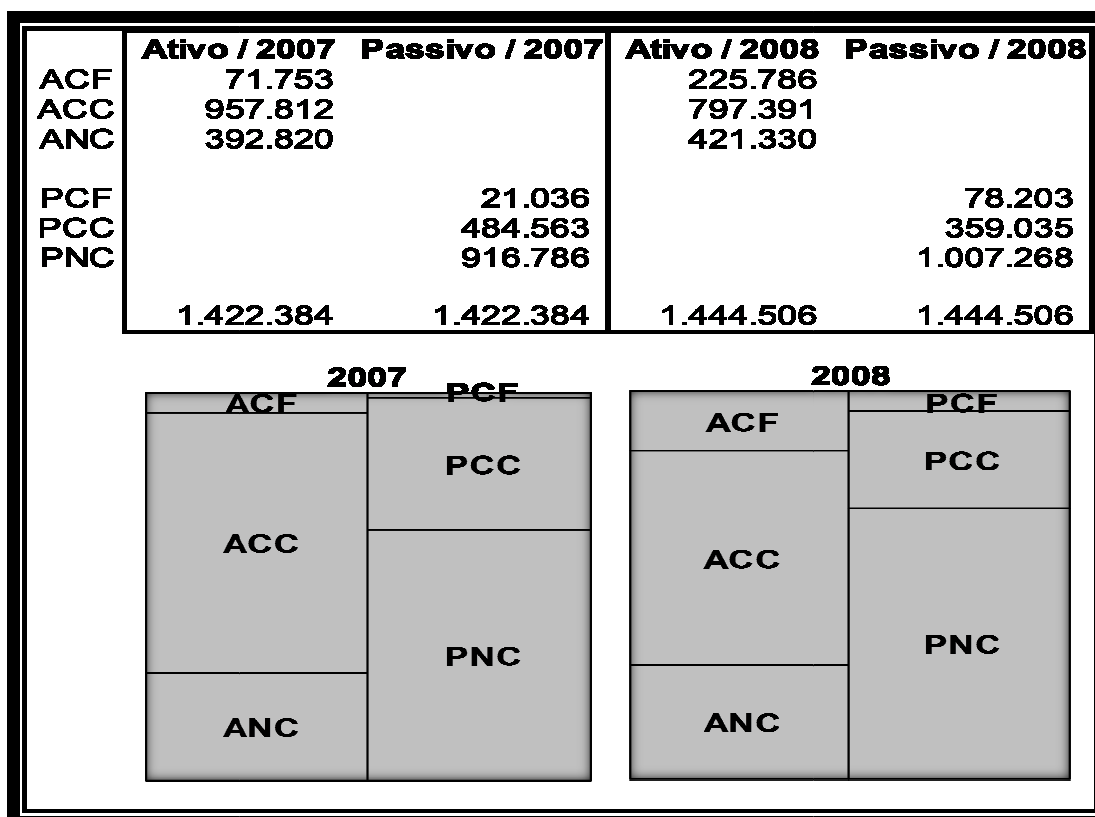 Ativo / 2007 Passivo / 2007 Ativo / 2008 Passivo / 2008
ACF 71.753 225.786
ACC 957.812 797.391
ANC 392.820 421.330
PCF 21.036 78.203
PCC 484.563 359.035
PNC 916.786 1.007.268
1.422.384 1.422.384 1.444.506 1.444.506
2007
ACF
ACC
ANC
PCF
PCC
PNC
2008
ACF
ACC
ANC
PCF
PCC
PNC